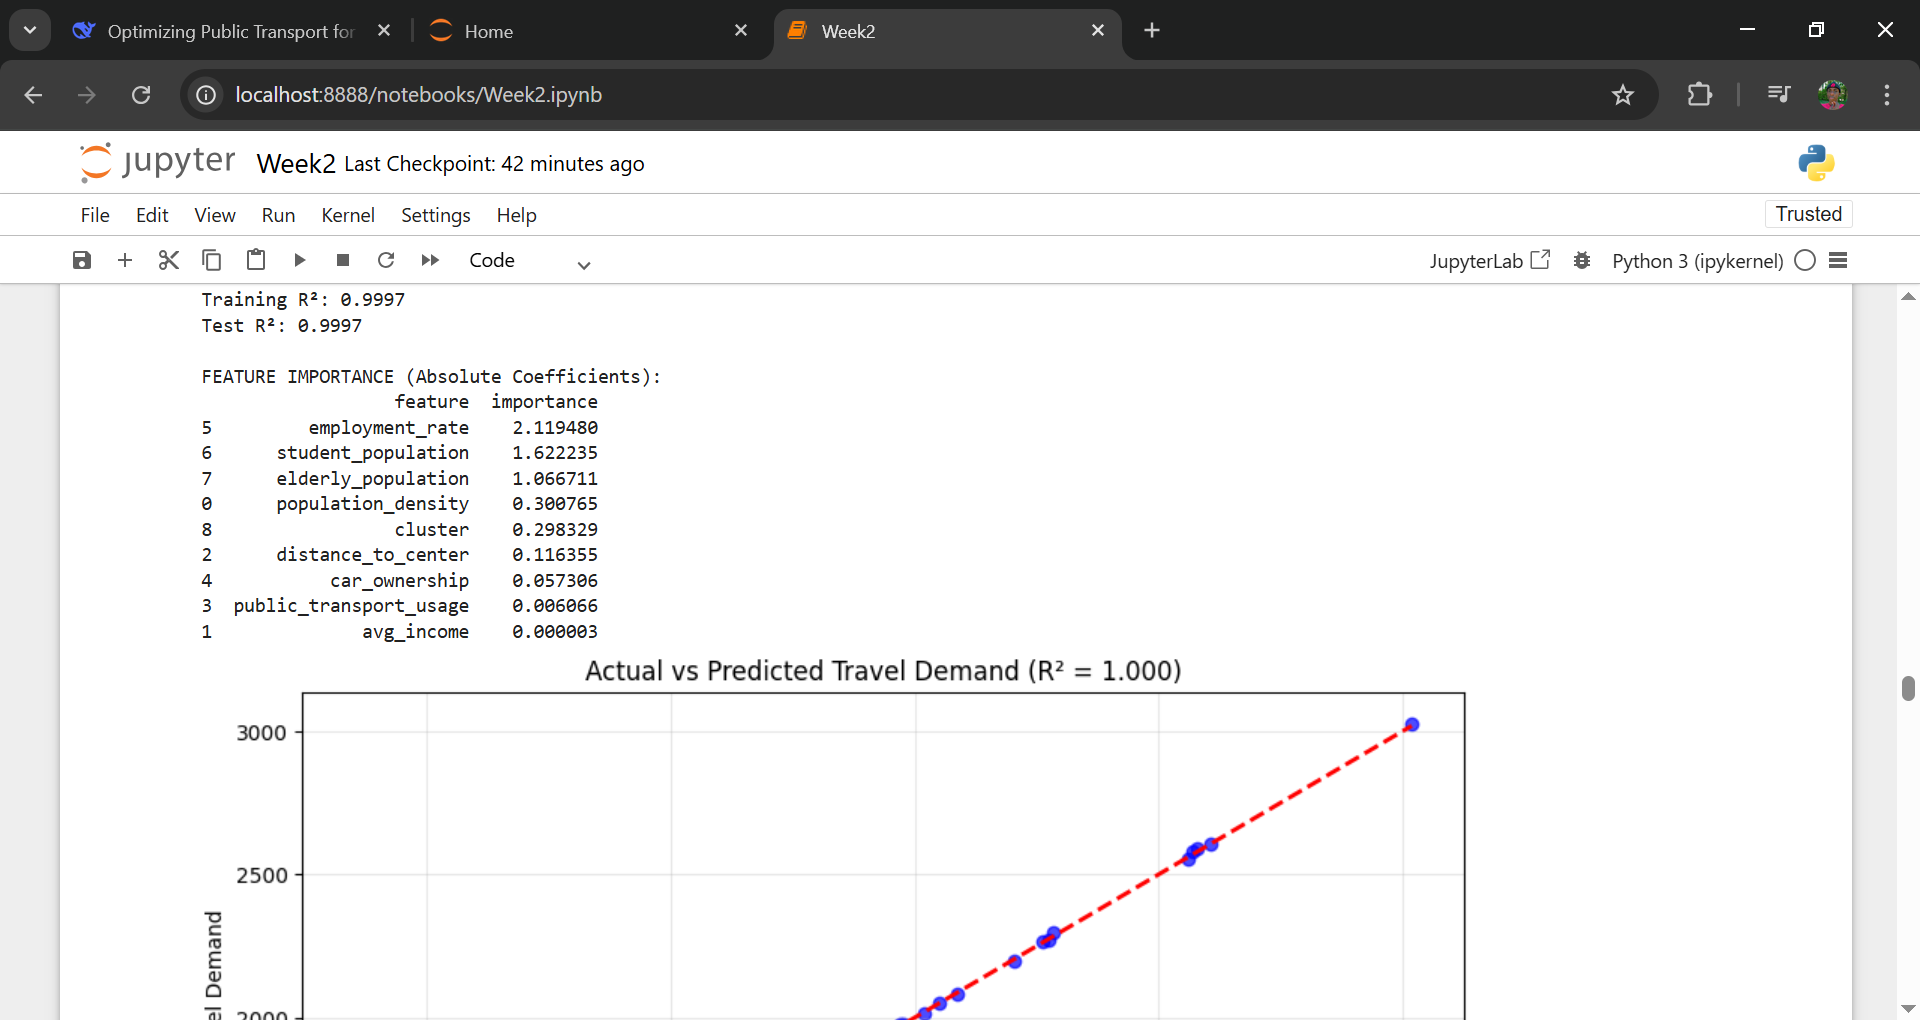 Optimizing Public Transport for
Home
Week2
localhost:8888/notebooks/Week2.ipynb
jupyter Week2 Last Checkpoint: 42 minutes ago
File Edit View Run Kernel Settings Help
Trusted
Code
JupyterLab
Python 3 (ipykernel)
Training R²: 0.9997
Test R²: 0.9997
FEATURE IMPORTANCE (Absolute Coefficients):
feature importance
5 employment_rate 2.119480
6 student_population 1.622235
7 elderly_population 1.066711
0 population_density 0.300765
8 cluster 0.298329
2 distance_to_center 0.116355
4 car_ownership 0.057306
3 public_transport_usage 0.006066
1 avg_income 0.000003
Actual vs Predicted Travel Demand (R² = 1.000)
3000
2500
2000
el Demand